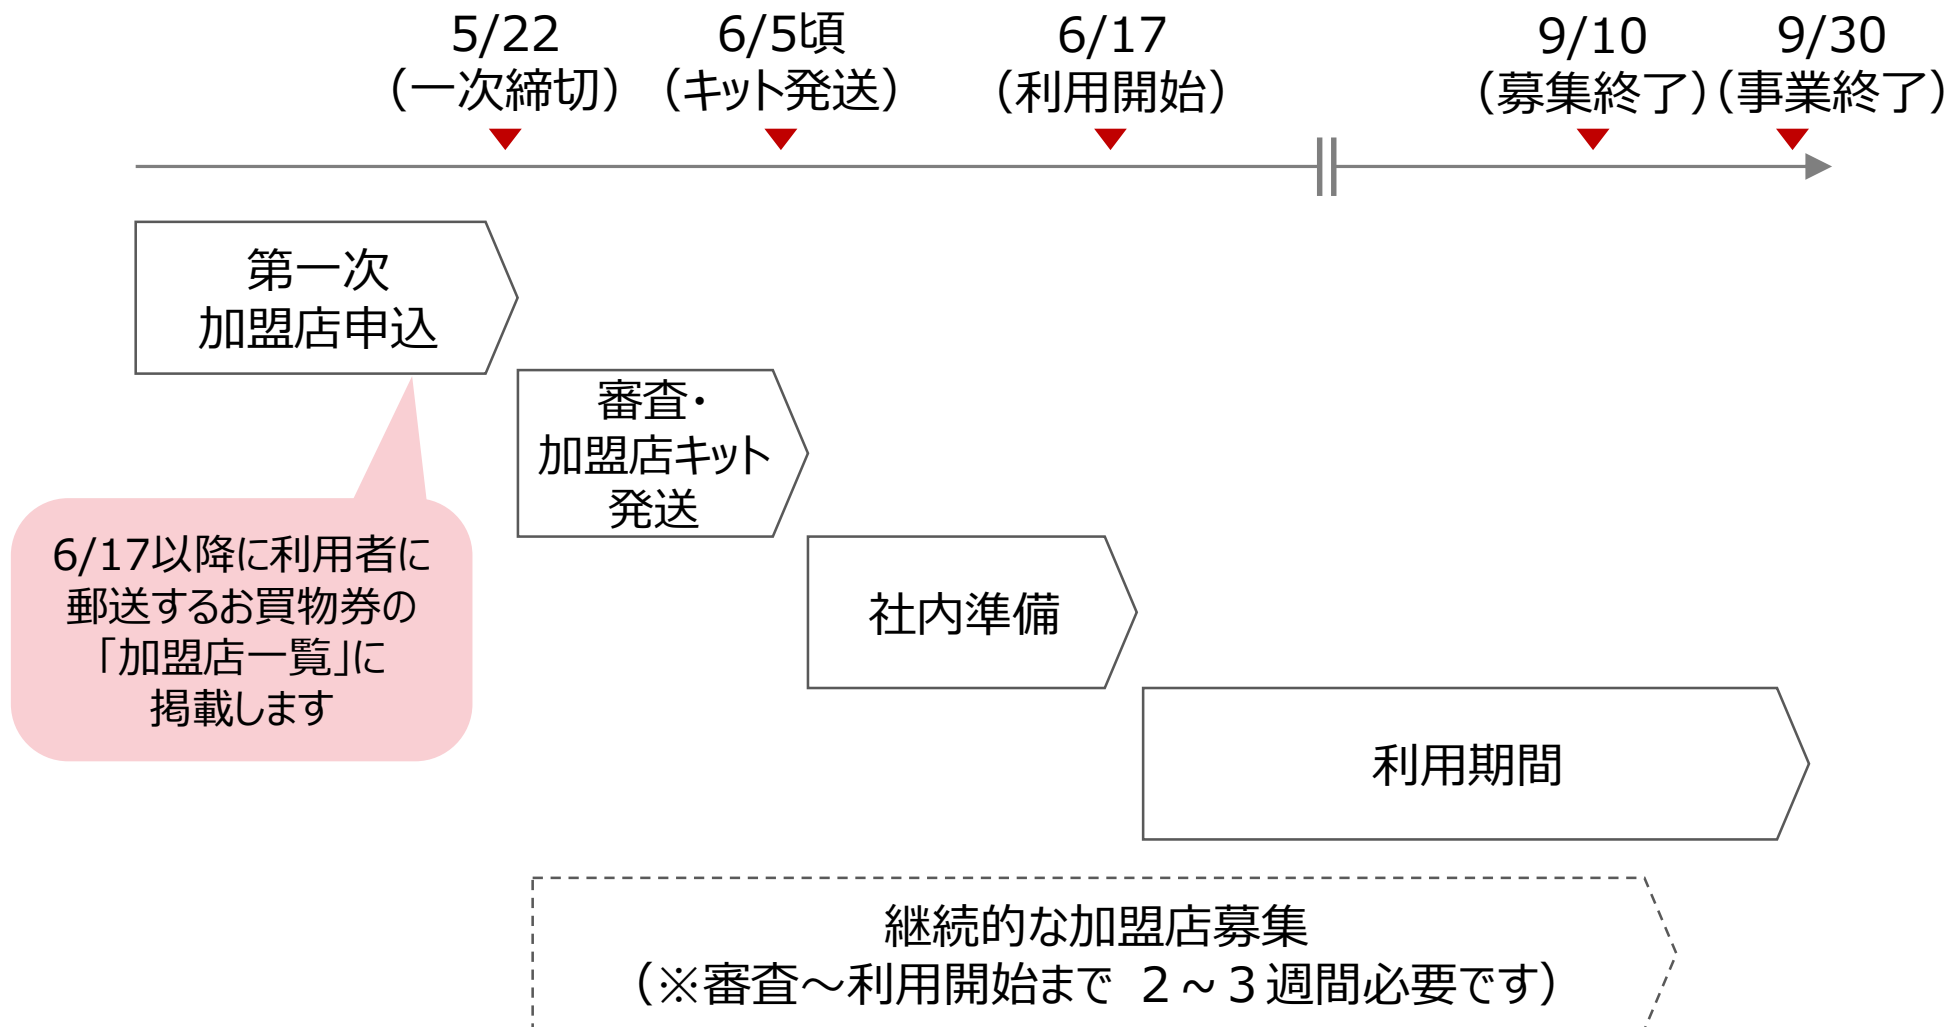 5/22
（一次締切）
6/5頃
（キット発送）
6/17
（利用開始）
9/10
（募集終了）
9/30
（事業終了）
第一次
加盟店申込
審査・
加盟店キット
発送
6/17以降に利用者に
郵送するお買物券の
「加盟店一覧」に
掲載します
社内準備
利用期間
継続的な加盟店募集
（※審査～利用開始まで ２～３週間必要です）